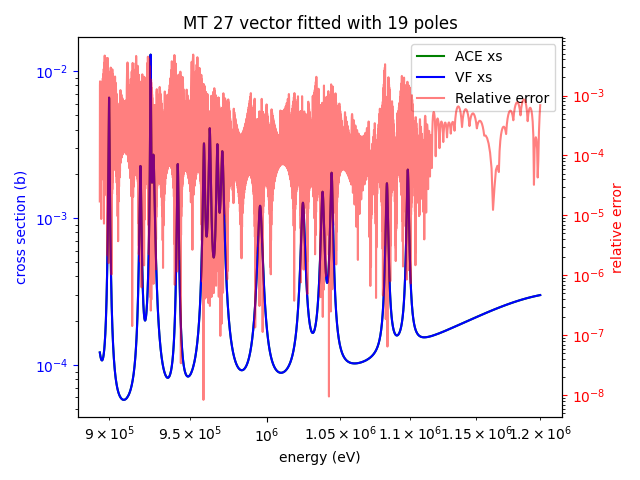 MT 27 vector fitted with 19 poles
ACE xs
VF xs
Relative error
cross section (b)
10⁻²
10⁻³
10⁻⁴
relative error
10⁻³
10⁻⁴
10⁻⁵
10⁻⁶
10⁻⁷
10⁻⁸
9 × 10⁵ 9.5 × 10⁵ 10⁶ 1.05 × 10⁶ 1.1 × 10⁶ 1.15 × 10⁶ 1.2 × 10⁶
energy (eV)